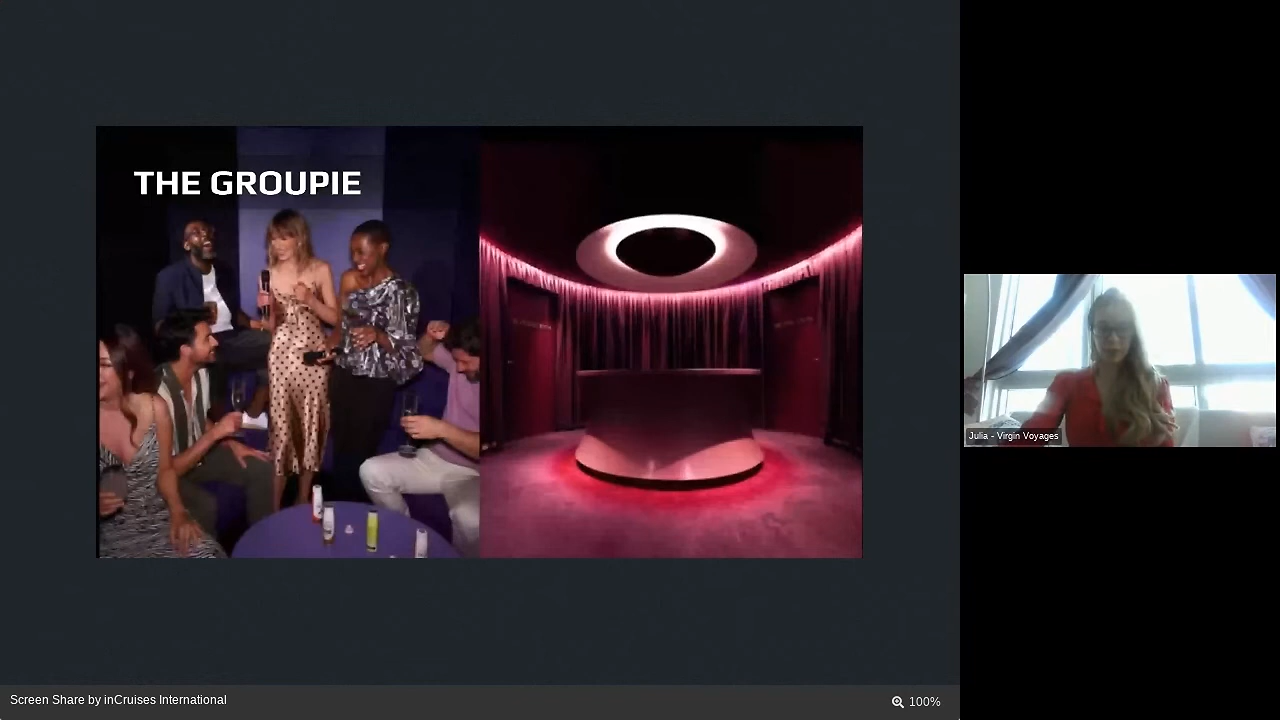 THE GROUPIE
Julia - Virgin Voyages
Screen Share by inCruises International
100%